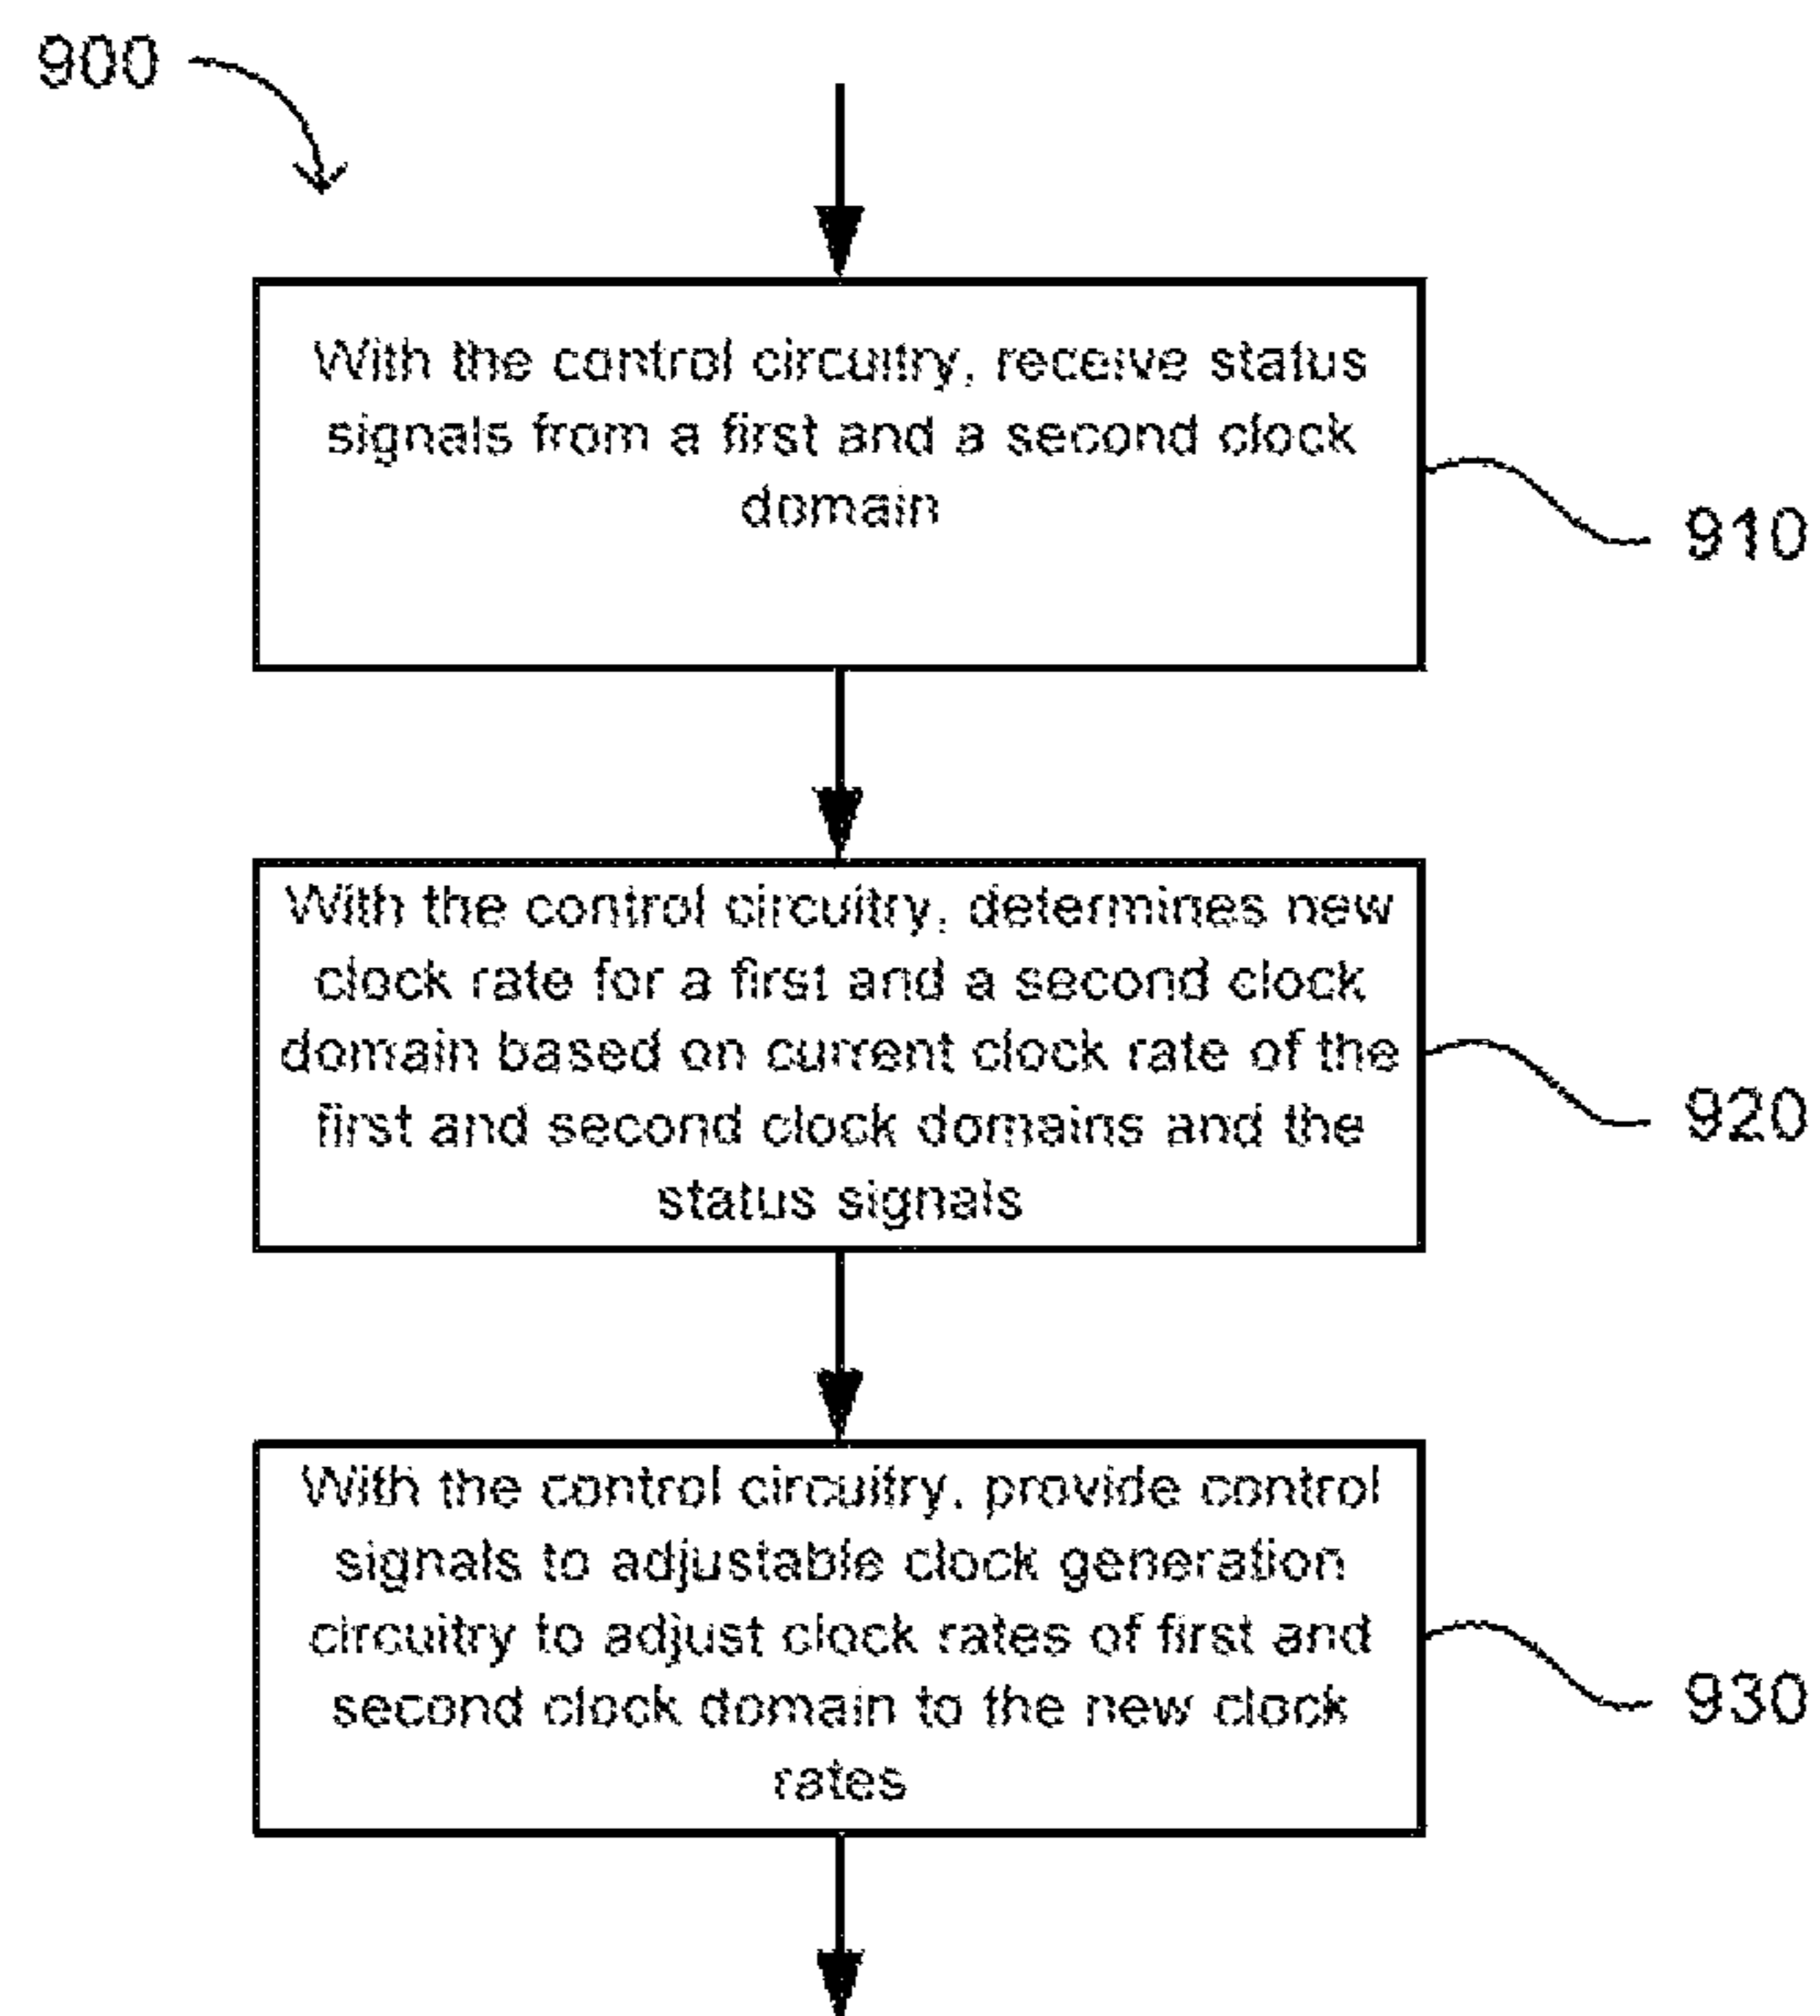 900
With the control circuitry, receive status
signals from a first and a second clock
domain
910
With the control circuitry, determines new
clock rate for a first and a second clock
domain based on current clock rate of the
first and second clock domains and the
status signals
920
With the control circuitry, provide control
signals to adjustable clock generation
circuitry to adjust clock rates of first and
second clock domain to the new clock
rates
930